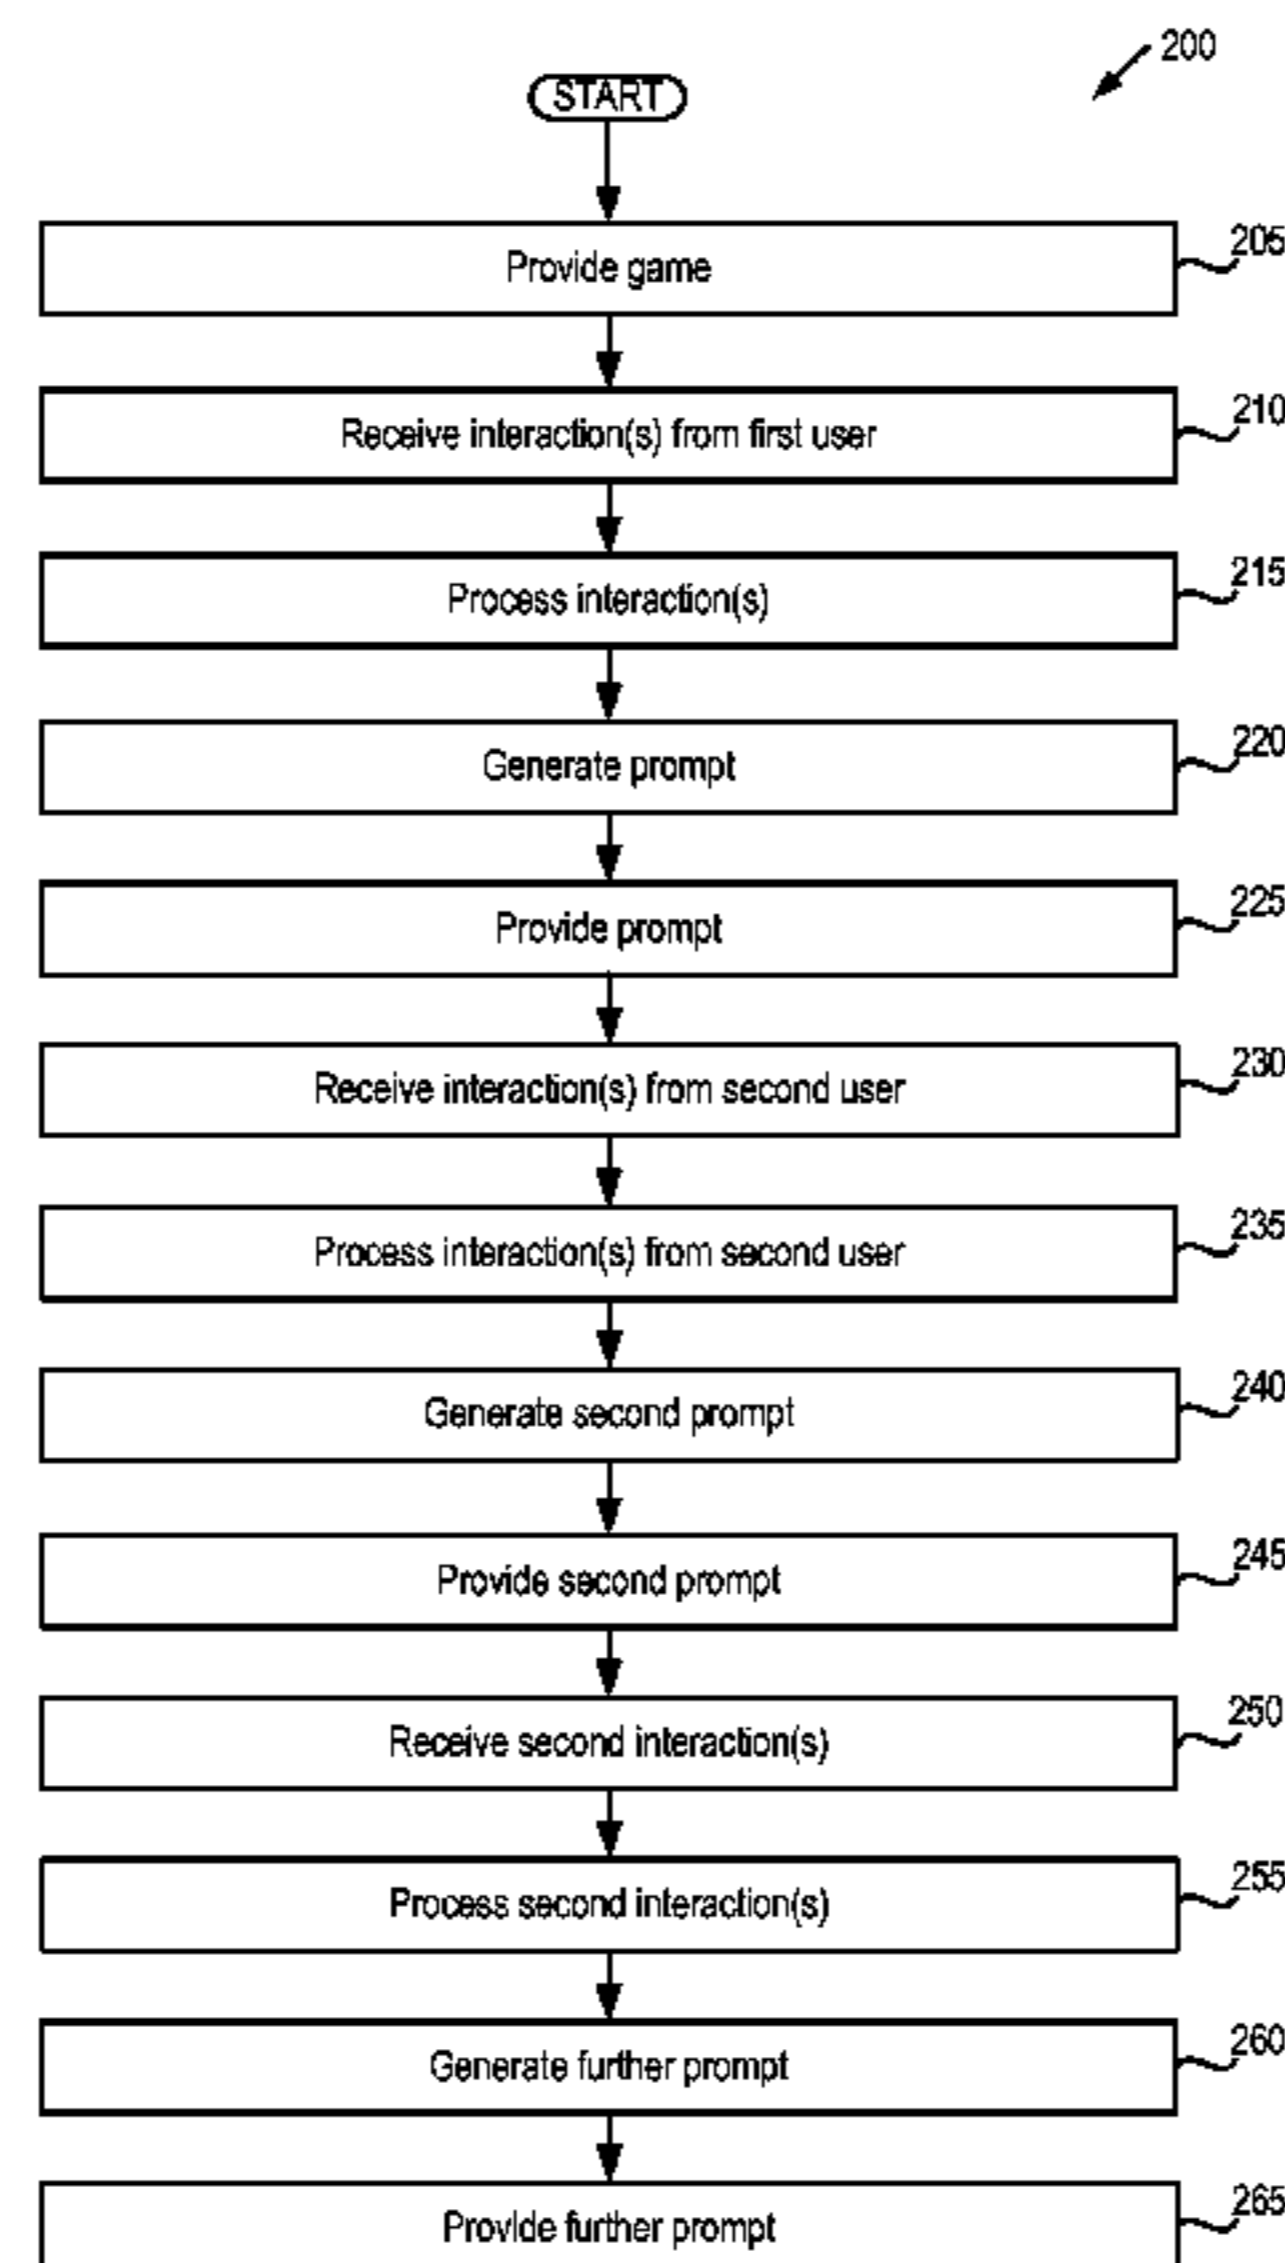 200
START
Provide game
205
Receive interaction(s) from first user
210
Process interaction(s)
215
Generate prompt
220
Provide prompt
225
Receive interaction(s) from second user
230
Process interaction(s) from second user
235
Generate second prompt
240
Provide second prompt
245
Receive second interaction(s)
250
Process second interaction(s)
255
Generate further prompt
260
Provide further prompt
265